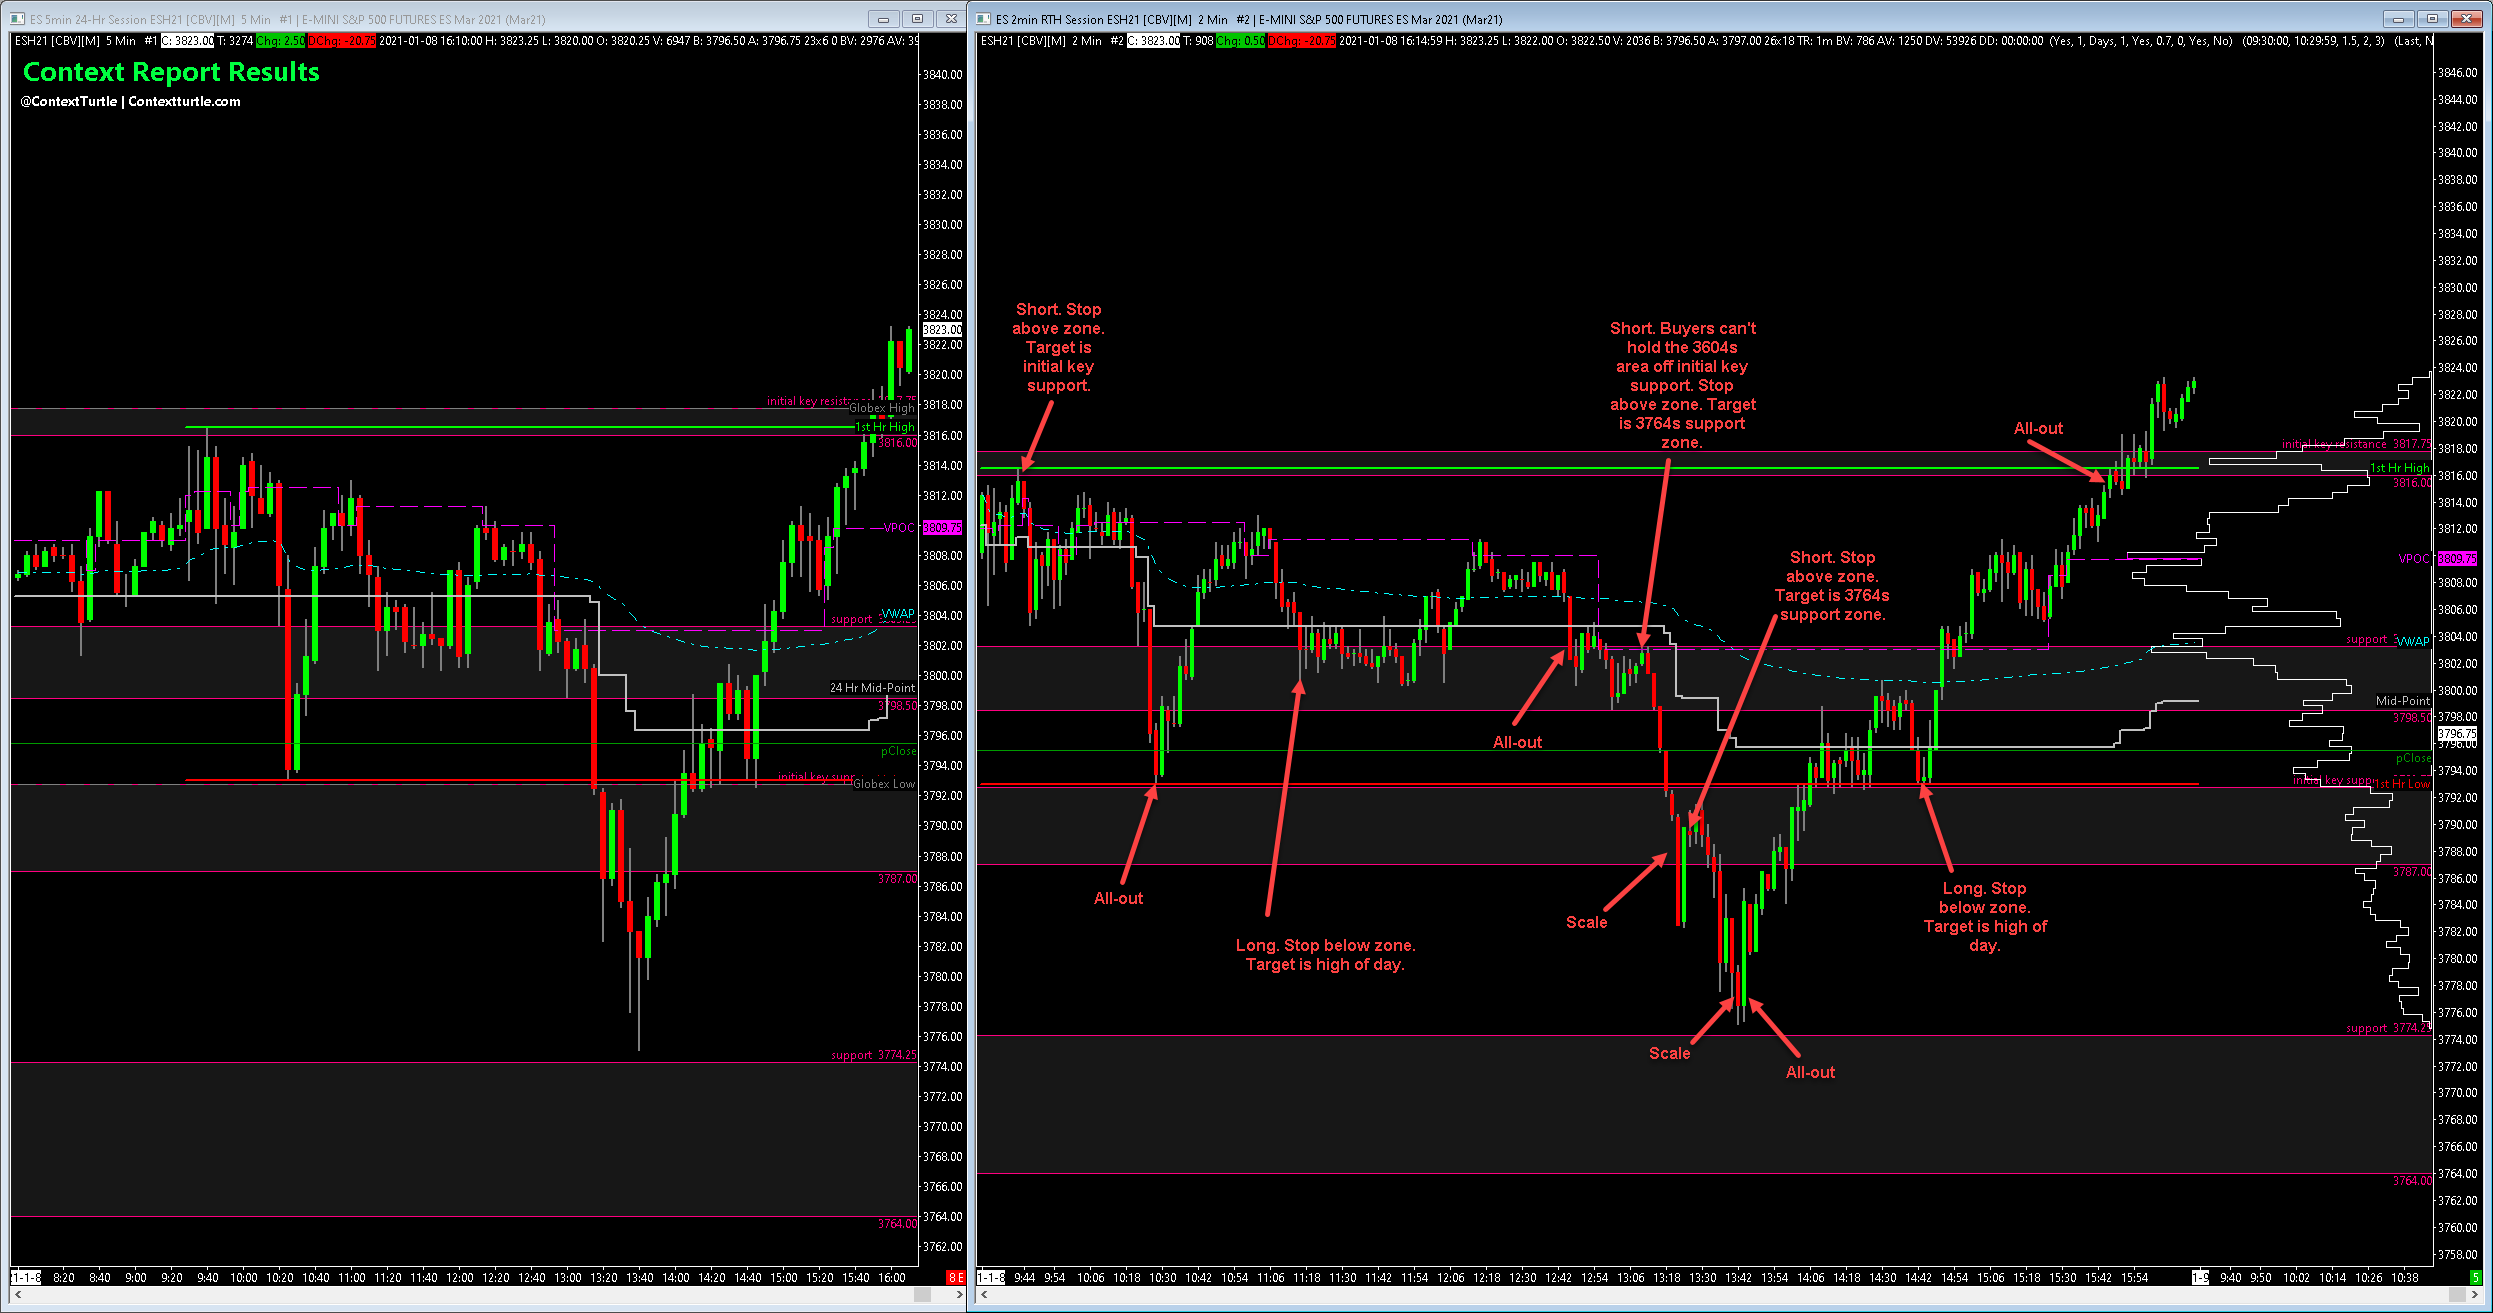 ES 5min 24-Hr Session ESH21 [CBV][M] 5 Min #1 | E-MINI S&P 500 FUTURES ES Mar 2021 (Mar21)
ESH21 [CBV][M] 5 Min #1 C: 3823.00 T: 3274 Chg: 2.50 DChg: -20.75 2021-01-08 16:10:00 H: 3823.25 L: 3820.00 O: 3820.25 V: 6947 B: 3796.50 A: 3796.75 23x6 0 BV: 2976 AV: 39
Context Report Results
@ContextTurtle | Contextturtle.com
3840.00
3838.00
3836.00
3834.00
3832.00
3830.00
3828.00
3826.00
3824.00
3823.00
3822.00
3820.00
initial key resistance
Globex High
3818.00
1st Hr High
3816.00
3816.00
3814.00
3812.00
3810.00
VPOC
3809.75
3808.00
3806.00
VWAP
3804.00
support
3802.00
3800.00
24 Hr Mid-Point
3798.50
3798.00
3796.00
pClose
3794.00
initial key supp
Globex Low
3792.00
3790.00
3788.00
3787.00
3786.00
3784.00
3782.00
3780.00
3778.00
3776.00
support 3774.25
3774.00
3772.00
3770.00
3768.00
3766.00
3764.00
3764.00
3762.00
1-1-8 8:20 8:40 9:00 9:20 9:40 10:00 10:20 10:40 11:00 11:20 11:40 12:00 12:20 12:40 13:00 13:20 13:40 14:00 14:20 14:40 15:00 15:20 15:40 16:00 8 E
ES 2min RTH Session ESH21 [CBV][M] 2 Min #2 | E-MINI S&P 500 FUTURES ES Mar 2021 (Mar21)
ESH21 [CBV][M] 2 Min #2 C: 3823.00 T: 908 Chg: 0.50 DChg: -20.75 2021-01-08 16:14:59 H: 3823.25 L: 3822.00 O: 3822.50 V: 2036 B: 3796.50 A: 3797.00 26x18 TR: 1m BV: 786 AV: 1250 DV: 53926 DD: 00:00:00 (Yes, 1, Days, 1, Yes, 0.7, 0, Yes, No) (09:30:00, 10:29:59, 1.5, 2, 3) (Last, N
Short. Stop
above zone.
Target is
initial key
support.
Short. Buyers can't
hold the 3604s
area off initial key
support. Stop
above zone. Target
is 3764s support
zone.
All-out
Short. Stop
above zone.
Target is 3764s
support zone.
All-out
All-out
Long. Stop below zone.
Target is high of day.
Scale
Long. Stop
below zone.
Target is high of
day.
Scale
All-out
3846.00
3844.00
3842.00
3840.00
3838.00
3836.00
3834.00
3832.00
3830.00
3828.00
3826.00
3824.00
3822.00
3820.00
initial key resistance 3817.75
3818.00
1st Hr High
3816.00
3816.00
3814.00
3812.00
VPOC
3809.75
3808.00
3806.00
3804.00
support
VWAP
3802.00
3800.00
Mid-Point
3798.50
3798.00
3796.75
3796.00
pClose
3794.00
initial key supp
1st Hr Low
3792.00
3790.00
3788.00
3787.00
3786.00
3784.00
3782.00
3780.00
3778.00
3776.00
support 3774.25
3774.00
3772.00
3770.00
3768.00
3766.00
3764.00
3764.00
3762.00
3760.00
3758.00
1-1-8 9:44 9:54 10:06 10:18 10:30 10:42 10:54 11:06 11:18 11:30 11:42 11:54 12:06 12:18 12:30 12:42 12:54 13:06 13:18 13:30 13:42 13:54 14:06 14:18 14:30 14:42 14:54 15:06 15:18 15:30 15:42 15:54 1-9 9:40 9:50 10:02 10:14 10:26 10:38 5